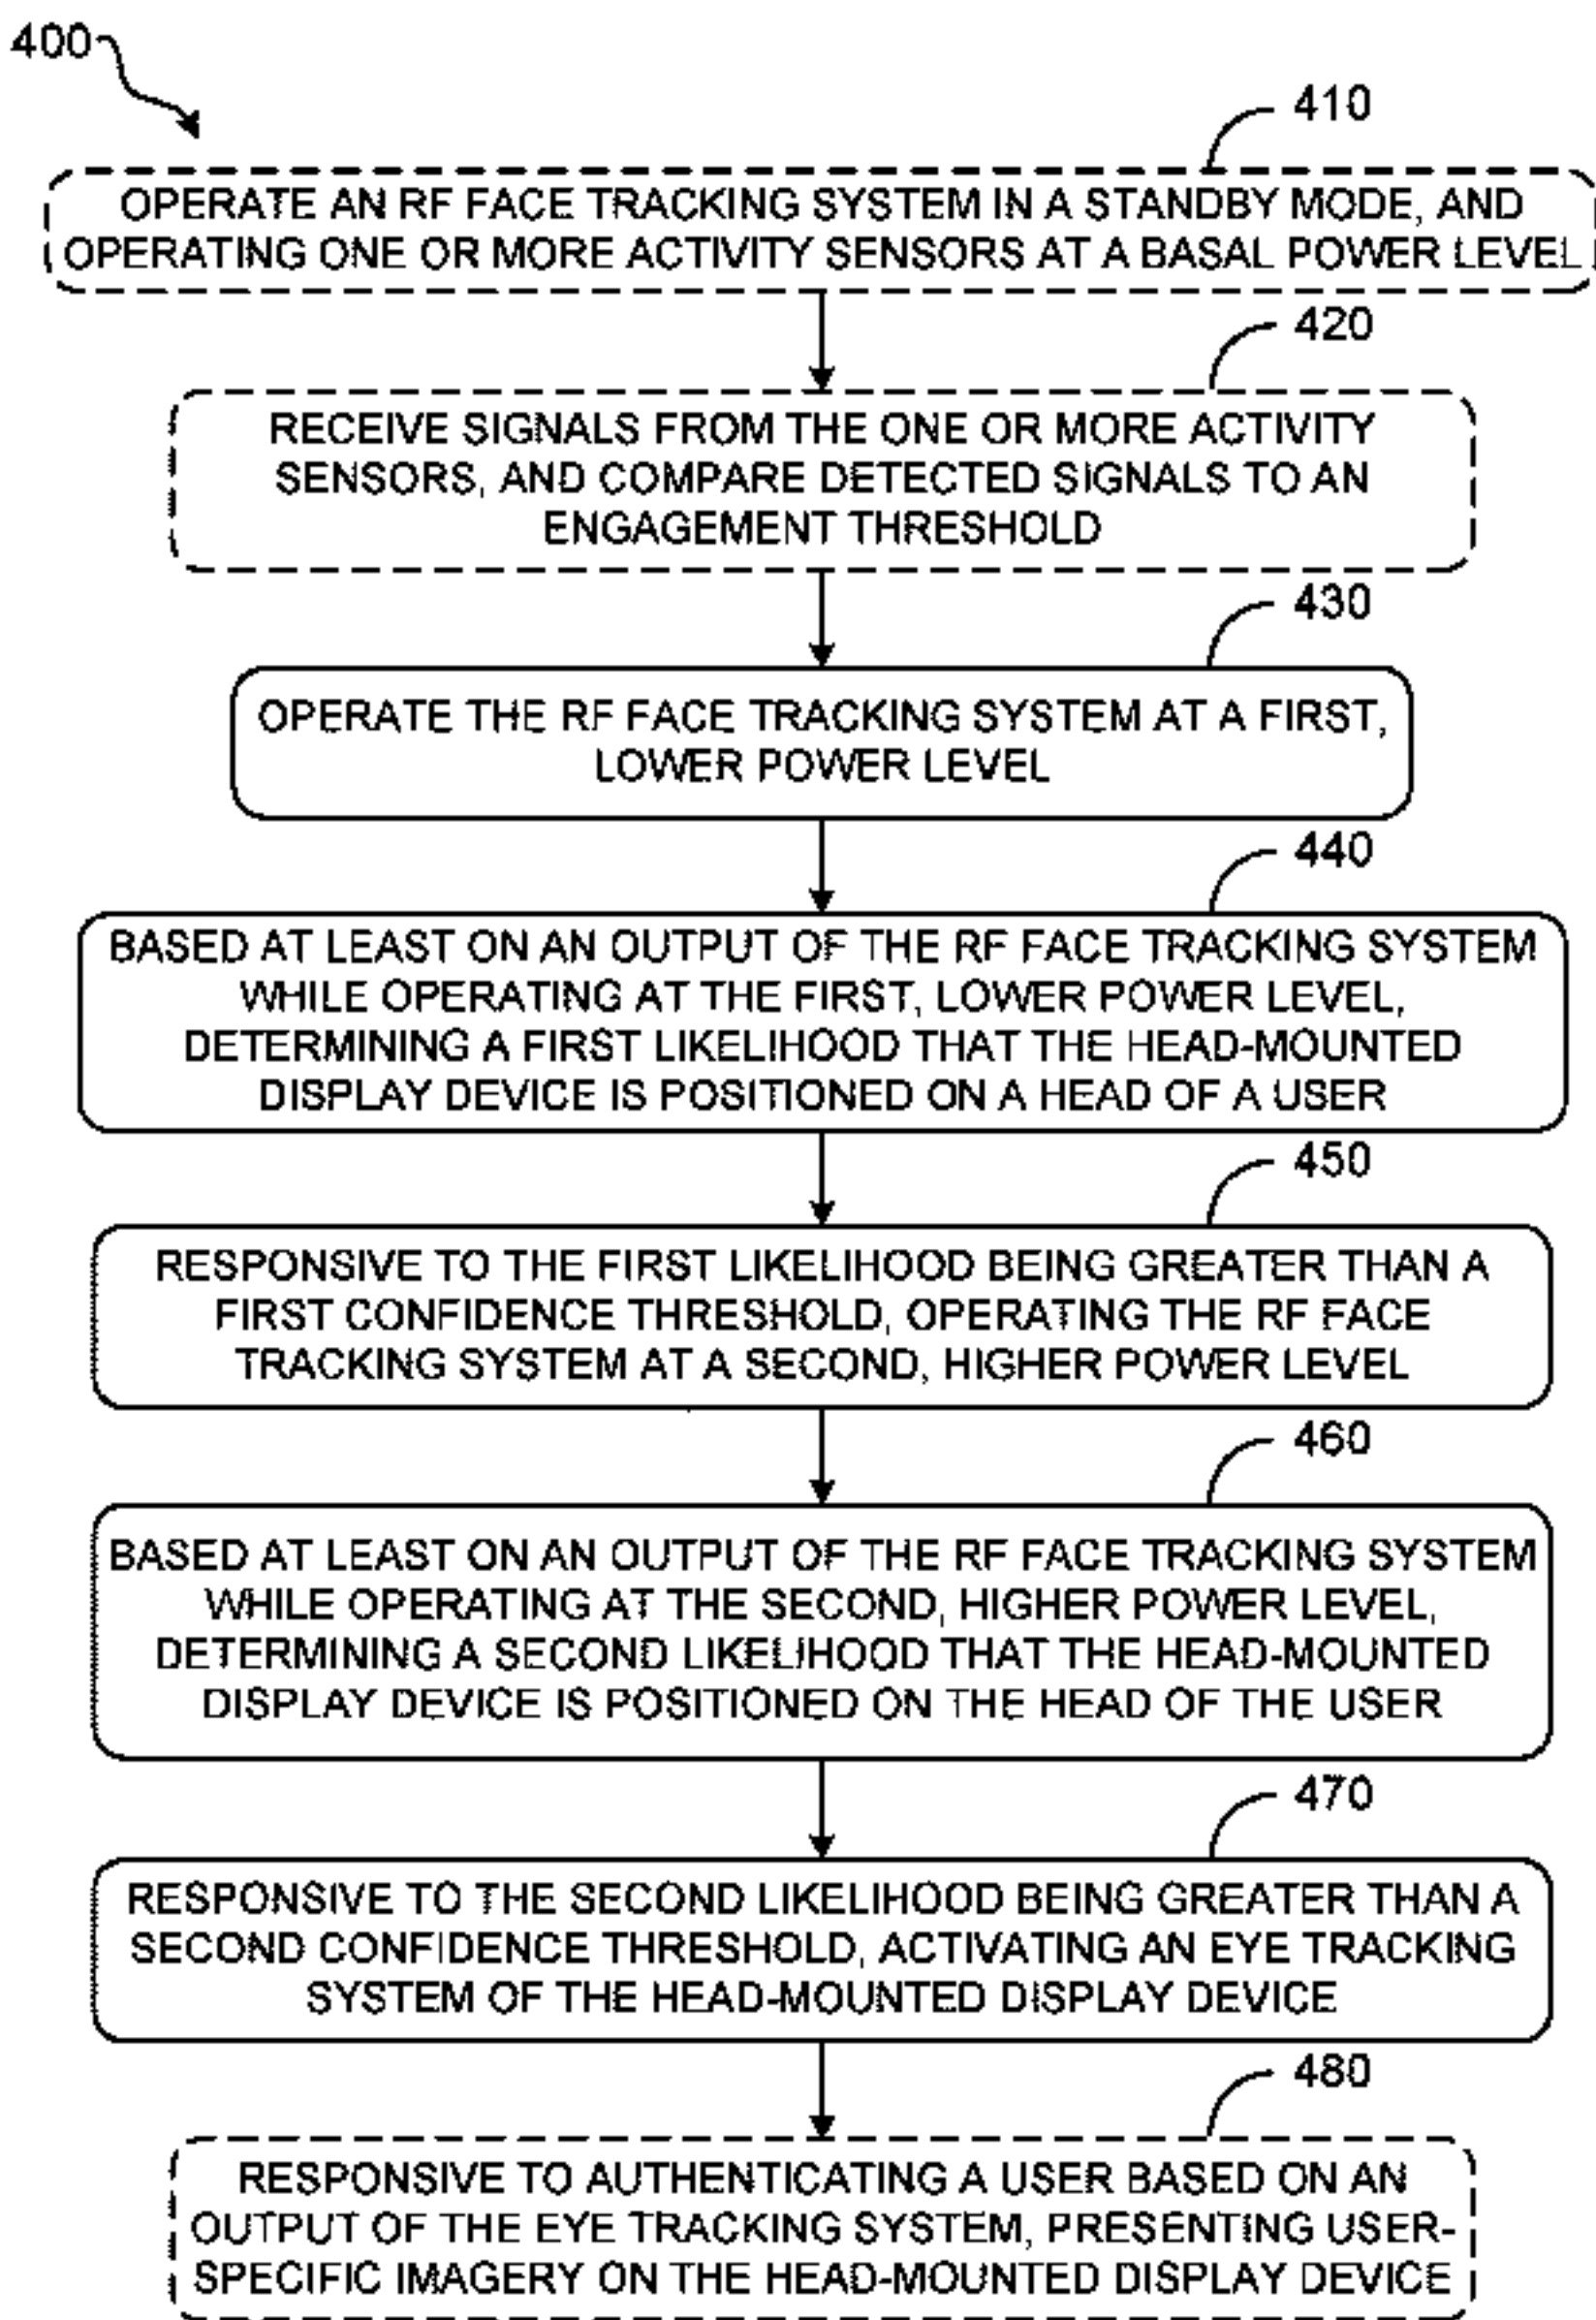 400
410
OPERATE AN RF FACE TRACKING SYSTEM IN A STANDBY MODE, AND
OPERATING ONE OR MORE ACTIVITY SENSORS AT A BASAL POWER LEVEL
420
RECEIVE SIGNALS FROM THE ONE OR MORE ACTIVITY
SENSORS, AND COMPARE DETECTED SIGNALS TO AN
ENGAGEMENT THRESHOLD
430
OPERATE THE RF FACE TRACKING SYSTEM AT A FIRST,
LOWER POWER LEVEL
440
BASED AT LEAST ON AN OUTPUT OF THE RF FACE TRACKING SYSTEM
WHILE OPERATING AT THE FIRST, LOWER POWER LEVEL,
DETERMINING A FIRST LIKELIHOOD THAT THE HEAD-MOUNTED
DISPLAY DEVICE IS POSITIONED ON A HEAD OF A USER
450
RESPONSIVE TO THE FIRST LIKELIHOOD BEING GREATER THAN A
FIRST CONFIDENCE THRESHOLD, OPERATING THE RF FACE
TRACKING SYSTEM AT A SECOND, HIGHER POWER LEVEL
460
BASED AT LEAST ON AN OUTPUT OF THE RF FACE TRACKING SYSTEM
WHILE OPERATING AT THE SECOND, HIGHER POWER LEVEL,
DETERMINING A SECOND LIKELIHOOD THAT THE HEAD-MOUNTED
DISPLAY DEVICE IS POSITIONED ON THE HEAD OF THE USER
470
RESPONSIVE TO THE SECOND LIKELIHOOD BEING GREATER THAN A
SECOND CONFIDENCE THRESHOLD, ACTIVATING AN EYE TRACKING
SYSTEM OF THE HEAD-MOUNTED DISPLAY DEVICE
480
RESPONSIVE TO AUTHENTICATING A USER BASED ON AN
OUTPUT OF THE EYE TRACKING SYSTEM, PRESENTING USER-
SPECIFIC IMAGERY ON THE HEAD-MOUNTED DISPLAY DEVICE